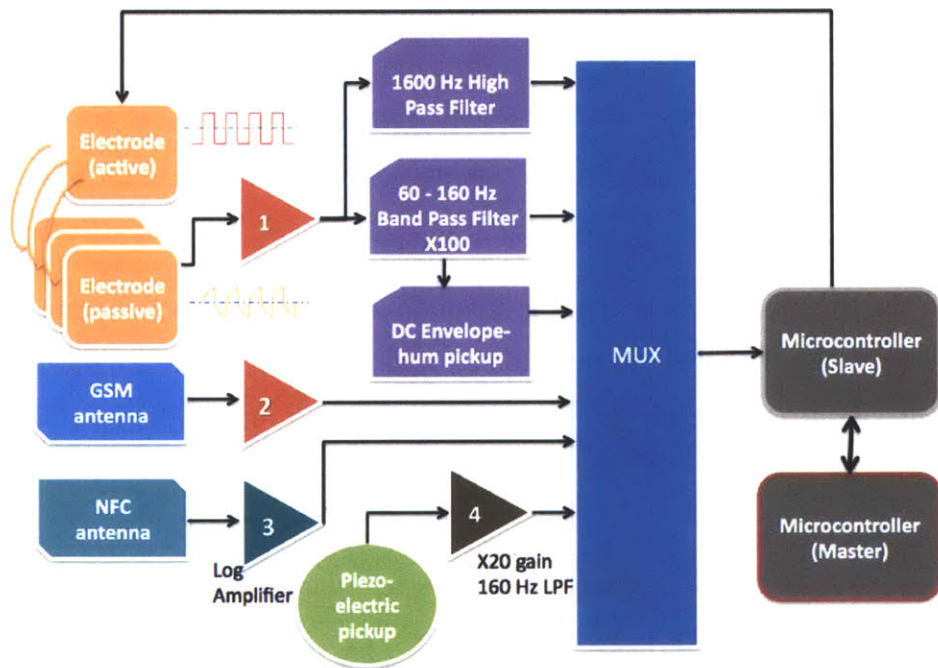 Electrode
(active)
1600 Hz High
Pass Filter
1
60 - 160 Hz
Band Pass Filter
X100
Electrode
(passive)
DC Envelope-
hum pickup
MUX
Microcontroller
(Slave)
GSM
antenna
2
NFC
antenna
3
Log
Amplifier
4
X20 gain
160 Hz LPF
Piezo-
electric
pickup
Microcontroller
(Master)